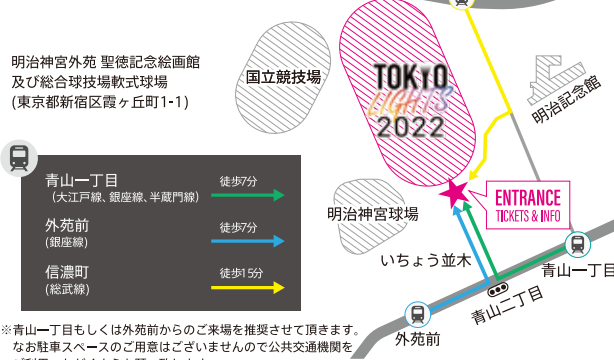 明治神宮外苑 聖徳記念絵画館
及び総合球技場軟式球場
(東京都新宿区霞ヶ丘町1-1)
国立競技場
TOKYO
LIGHTS
2022
明治記念館
青山一丁目
(大江戸線、銀座線、半蔵門線)
徒歩7分
外苑前
(銀座線)
徒歩7分
信濃町
(総武線)
徒歩15分
明治神宮球場
ENTRANCE
TICKETS & INFO
いちょう並木
青山一丁目
青山二丁目
外苑前
※青山一丁目もしくは外苑前からのご来場を推奨させて頂きます。
なお駐車スペースのご用意はございませんので公共交通機関を